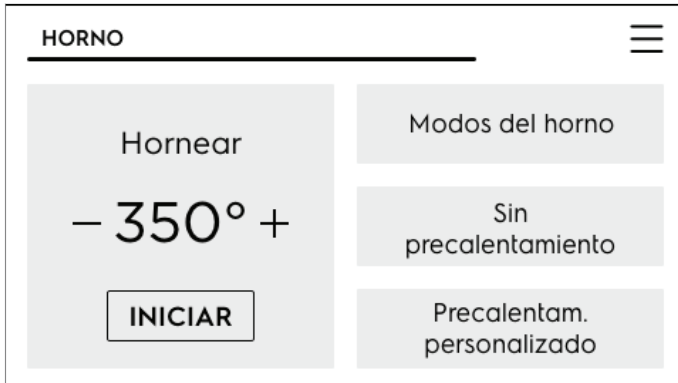 HORNO
Hornear
– 350° +
INICIAR
Modos del horno
Sin
precalentamiento
Precalentam.
personalizado